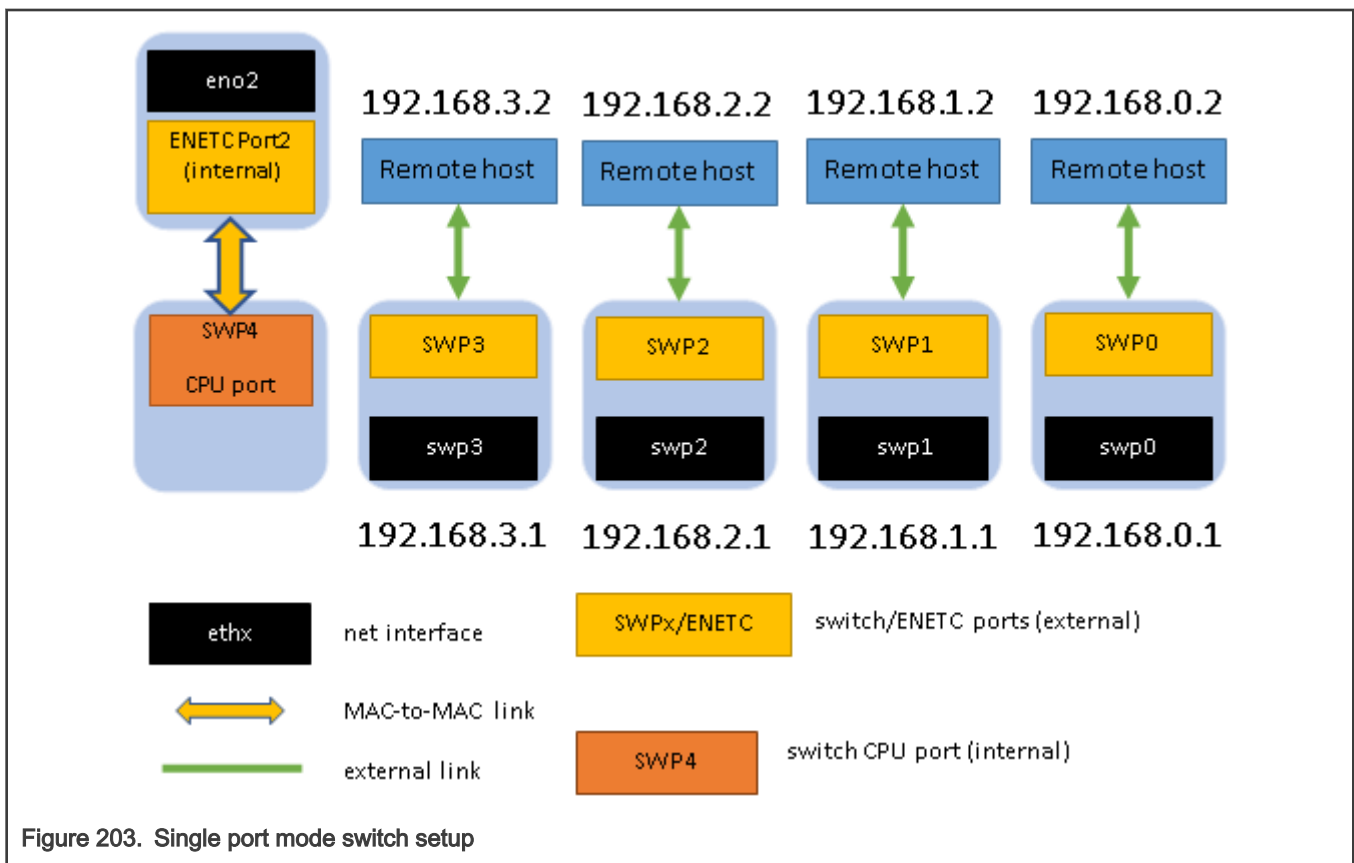 eno2
ENETC Port2
(internal)
192.168.3.2 192.168.2.2 192.168.1.2 192.168.0.2
Remote host Remote host Remote host Remote host
SWP4
CPU port
SWP3 SWP2 SWP1 SWP0
swp3 swp2 swp1 swp0
192.168.3.1 192.168.2.1 192.168.1.1 192.168.0.1
ethx net interface
SWPx/ENETC switch/ENETC ports (external)
MAC-to-MAC link
external link
SWP4 switch CPU port (internal)
Figure 203. Single port mode switch setup